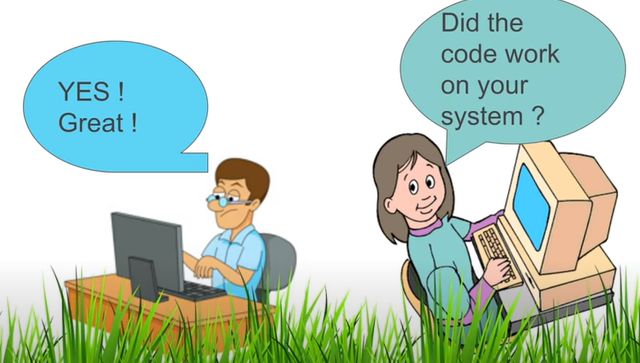 YES !
Great !
Did the
code work
on your
system ?